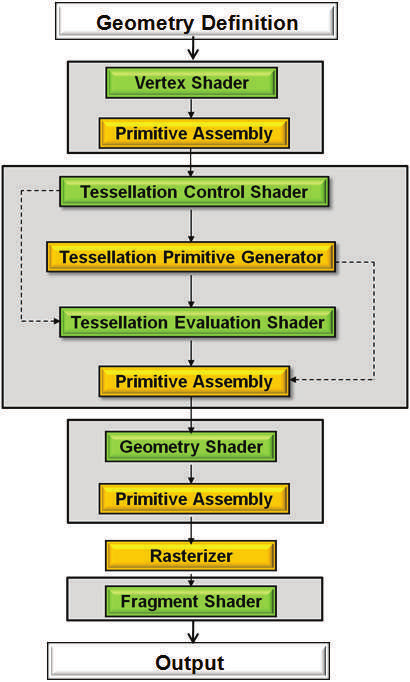 Geometry Definition
Vertex Shader
Primitive Assembly
Tessellation Control Shader
Tessellation Primitive Generator
Tessellation Evaluation Shader
Primitive Assembly
Geometry Shader
Primitive Assembly
Rasterizer
Fragment Shader
Output